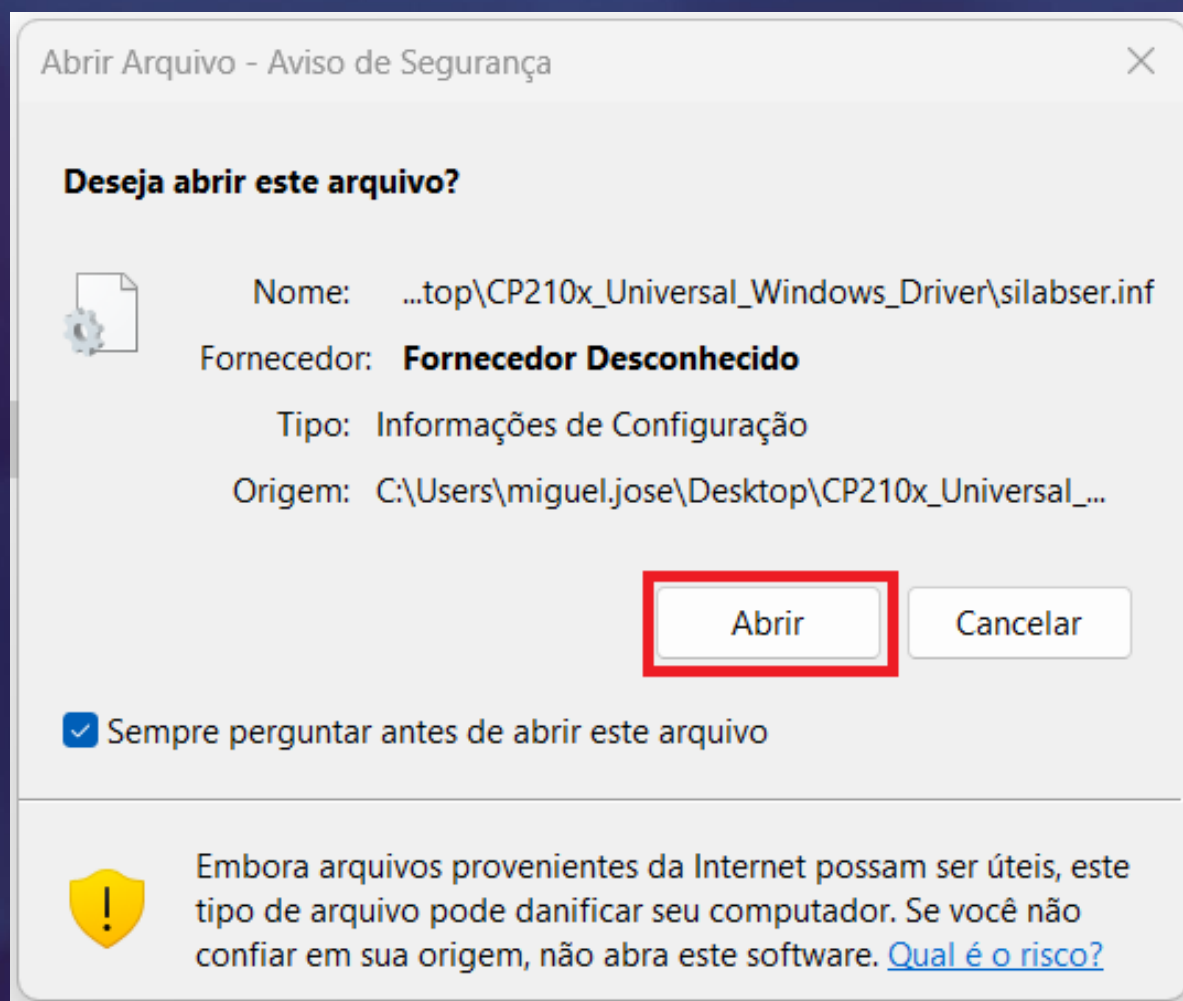 Abrir Arquivo - Aviso de Segurança
Deseja abrir este arquivo?
Nome: ...top\CP210x_Universal_Windows_Driver\silabser.inf
Fornecedor: Fornecedor Desconhecido
Tipo: Informações de Configuração
Origem: C:\Users\miguel.jose\Desktop\CP210x_Universal_...
Abrir Cancelar
Sempre perguntar antes de abrir este arquivo
Embora arquivos provenientes da Internet possam ser úteis, este
tipo de arquivo pode danificar seu computador. Se você não
confiar em sua origem, não abra este software. Qual é o risco?